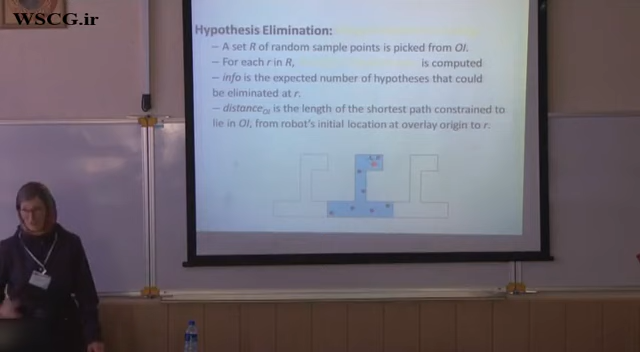 WSCG.ir
Hypothesis Elimination:
– A set R of random sample points is picked from OI.
– For each r in R, is computed
– info is the expected number of hypotheses that could
be eliminated at r.
– distanceOI is the length of the shortest path constrained to
lie in OI, from robot's initial location at overlay origin to r.